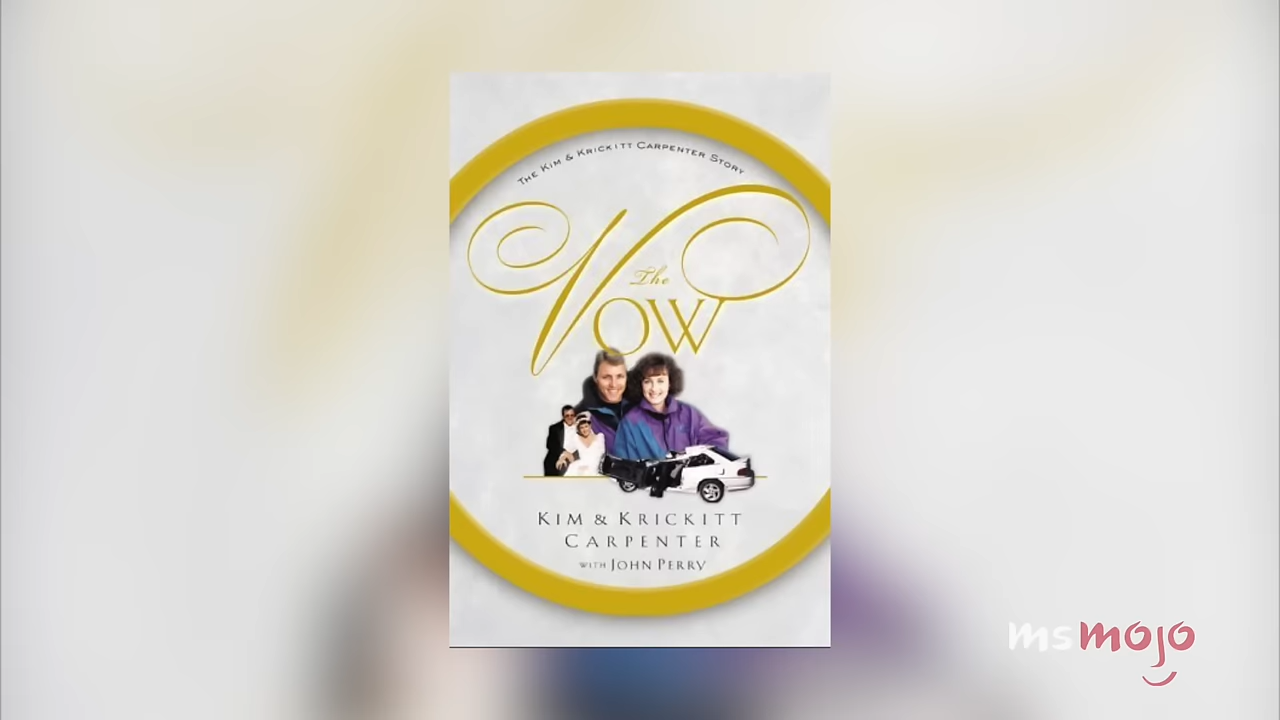 The Kim & Krickitt Carpenter Story
The
Vow
Kim & Krickitt
Carpenter
with John Perry
msmojo